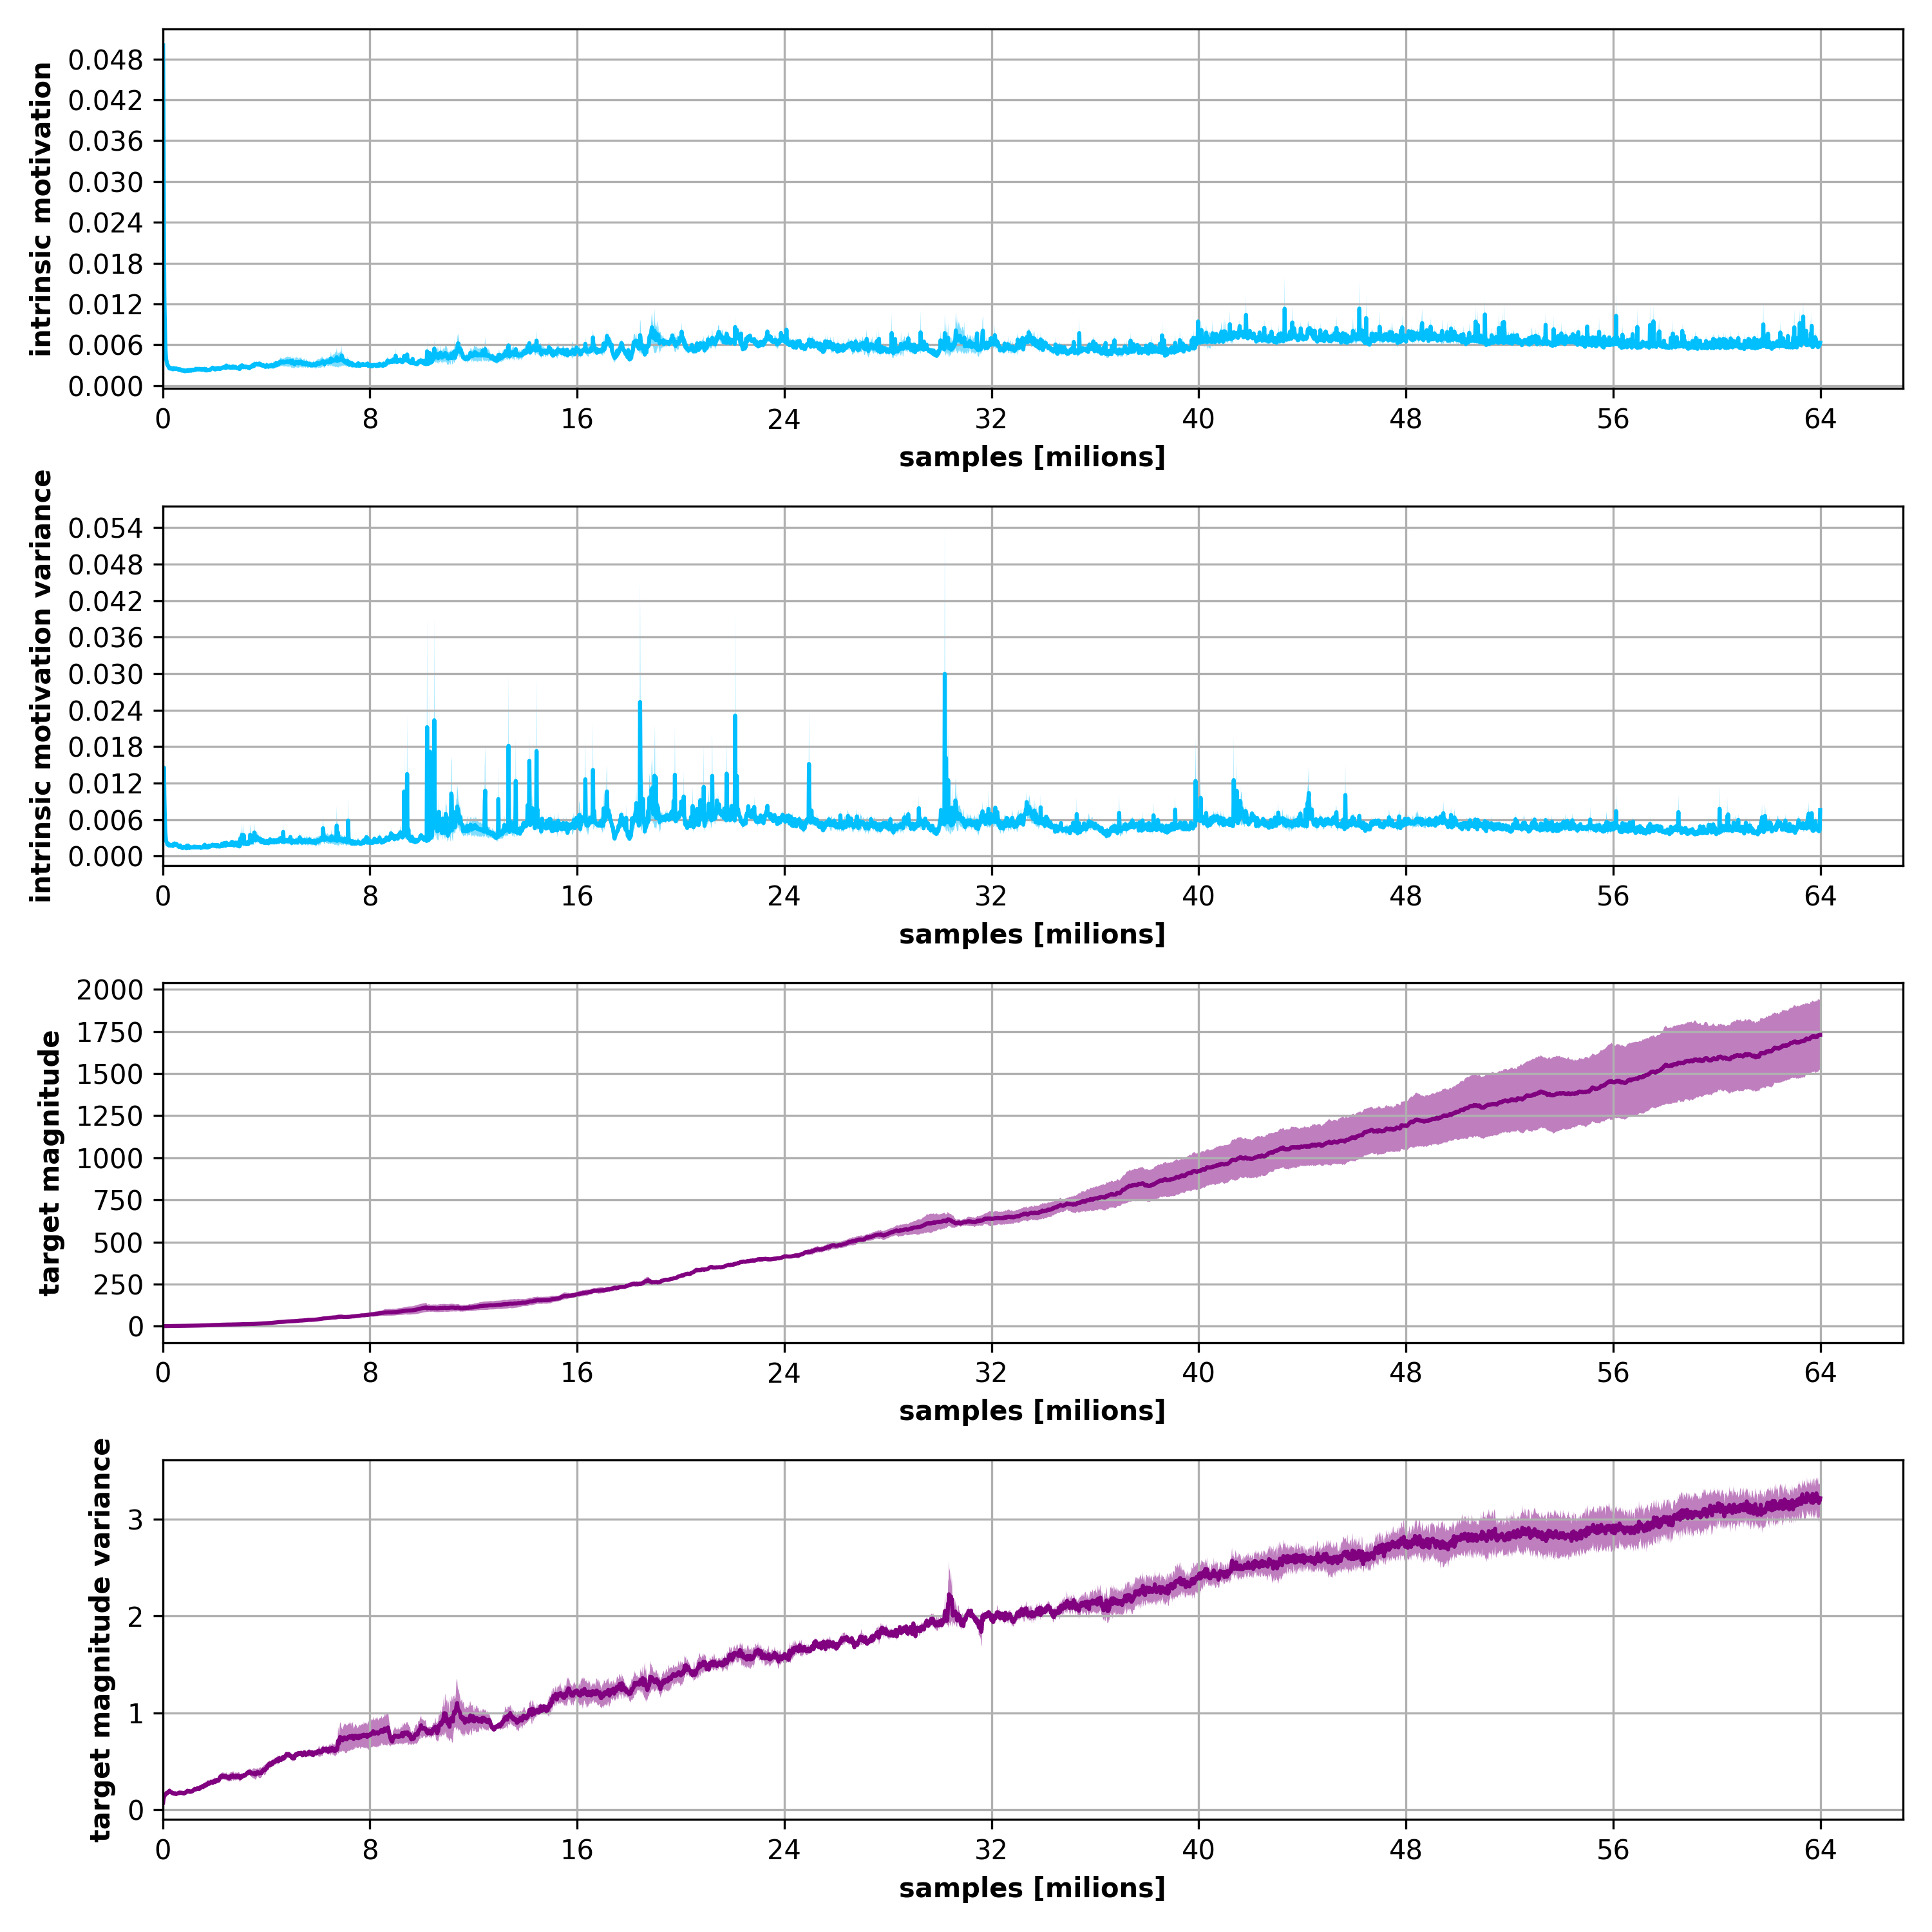 intrinsic motivation
0.048
0.042
0.036
0.030
0.024
0.018
0.012
0.006
0.000
0 8 16 24 32 40 48 56 64
samples [milions]
intrinsic motivation variance
0.054
0.048
0.042
0.036
0.030
0.024
0.018
0.012
0.006
0.000
0 8 16 24 32 40 48 56 64
samples [milions]
target magnitude
2000
1750
1500
1250
1000
750
500
250
0
0 8 16 24 32 40 48 56 64
samples [milions]
target magnitude variance
3
2
1
0
0 8 16 24 32 40 48 56 64
samples [milions]